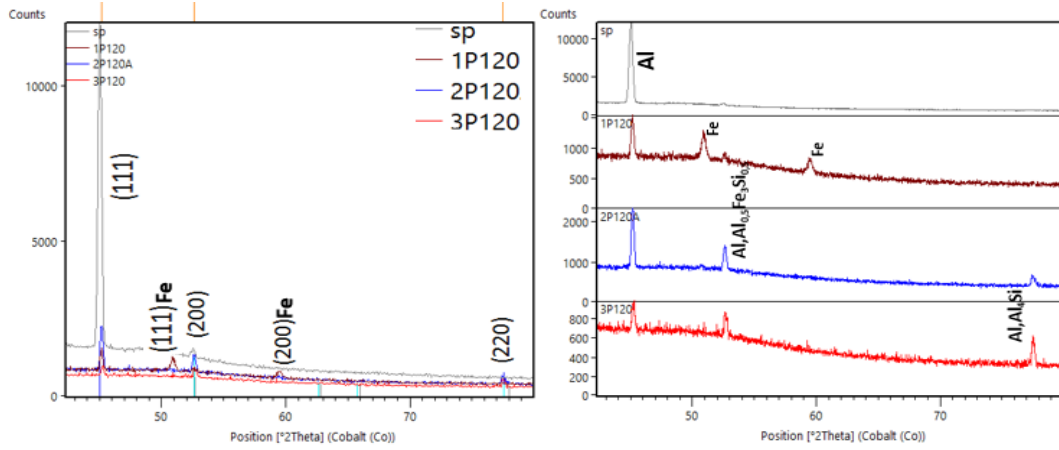 Counts
sp
1P120
2P120A
3P120
sp
1P120
2P120
3P120
10000
5000
0
(111)
(111)Fe
(200)
(200)Fe
(220)
50
60
70
Position [°2Theta] (Cobalt (Co))
Counts
sp
10000
5000
0
Al
1P120
1000
500
0
Fe
Fe
Al,Al0,5Fe3Si0,5
2P120A
2000
1000
0
3P120
800
600
400
200
Al,Al4Si
50
60
70
Position [°2Theta] (Cobalt (Co))